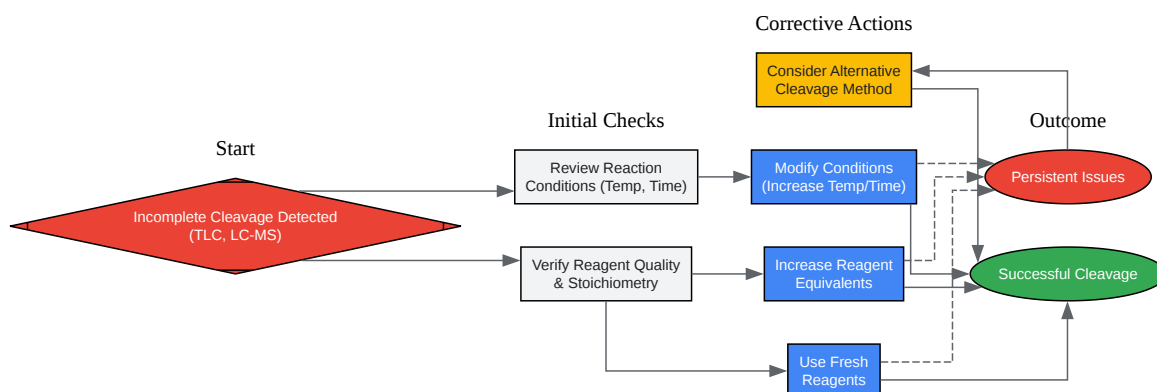 Corrective Actions
Consider Alternative
Cleavage Method
Initial Checks
Outcome
Start
Review Reaction
Conditions (Temp, Time)
Modify Conditions
(Increase Temp/Time)
Persistent Issues
Incomplete Cleavage Detected
(TLC, LC-MS)
Verify Reagent Quality
& Stoichiometry
Increase Reagent
Equivalents
Successful Cleavage
Use Fresh
Reagents